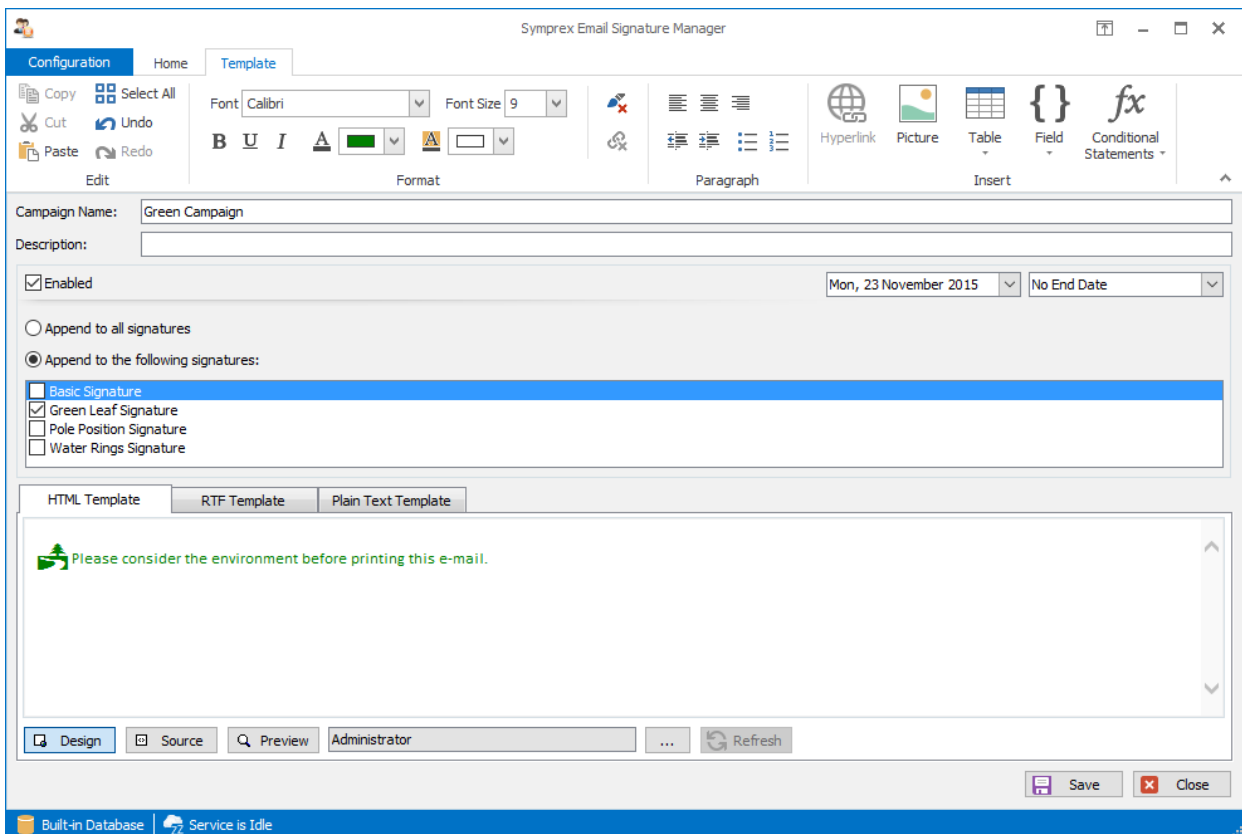 Symprex Email Signature Manager
Configuration Home Template
Copy Select All
Cut Undo
Paste Redo
Edit
Font Calibri Font Size 9
B U I A A
Format
Paragraph
Hyperlink Picture Table { } Field fx Conditional Statements
Insert
Campaign Name: Green Campaign
Description:
Enabled Mon, 23 November 2015 No End Date
Append to all signatures
Append to the following signatures:
Basic Signature
Green Leaf Signature
Pole Position Signature
Water Rings Signature
HTML Template RTF Template Plain Text Template
Please consider the environment before printing this e-mail.
Design Source Preview Administrator ... Refresh
Save Close
Built-in Database Service is Idle